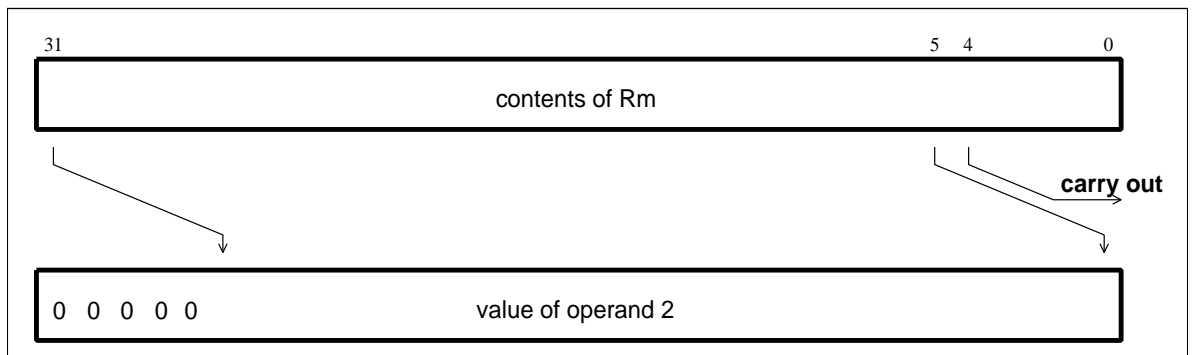 31 5 4 0
contents of Rm
carry out
0 0 0 0 0 value of operand 2